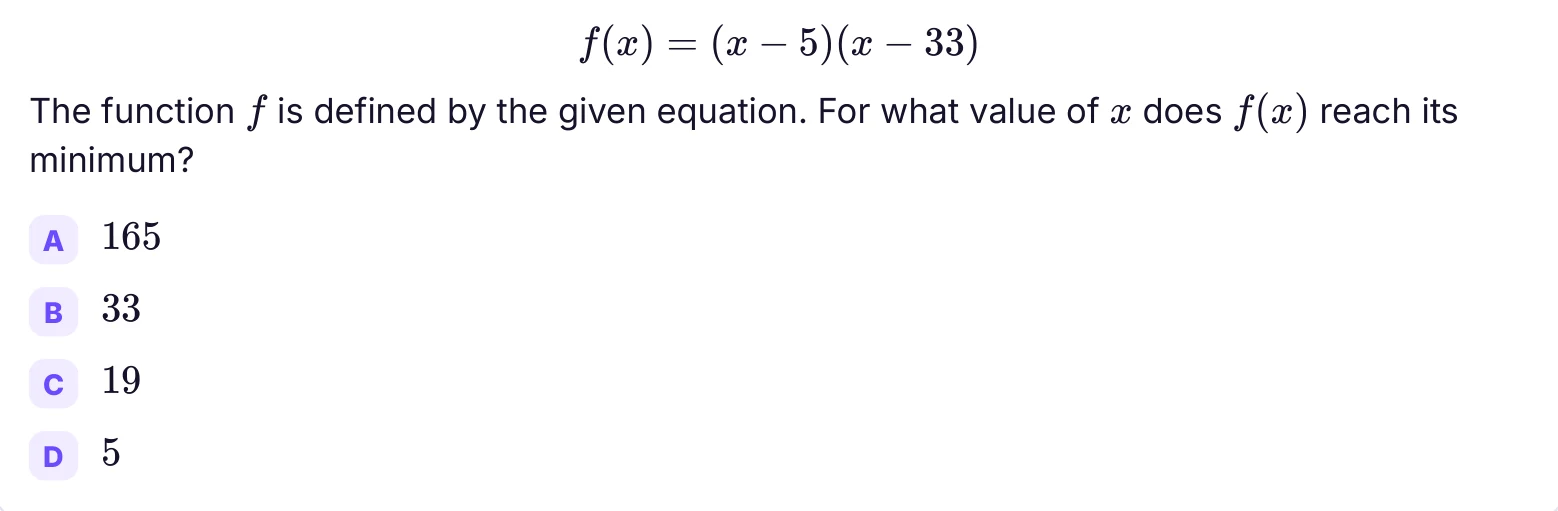 f(x) = (x − 5)(x − 33)
The function f is defined by the given equation. For what value of x does f(x) reach its
minimum?
A 165
B 33
C 19
D 5